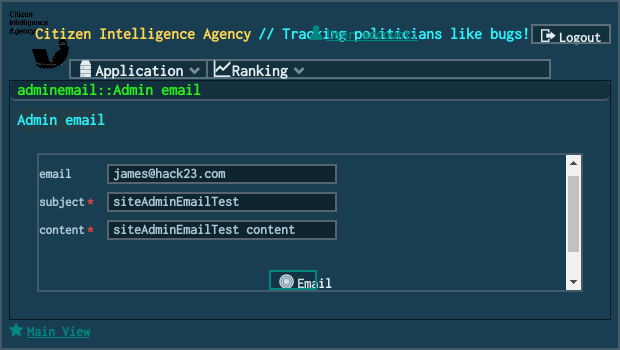 Citizen
Intelligence
Agency
Citizen Intelligence Agency // Tracking politicians like bugs!
Logout
Application
Ranking
adminemail::Admin email
Admin email
email
james@hack23.com
subject*
siteAdminEmailTest
content*
siteAdminEmailTest content
Email
Main View